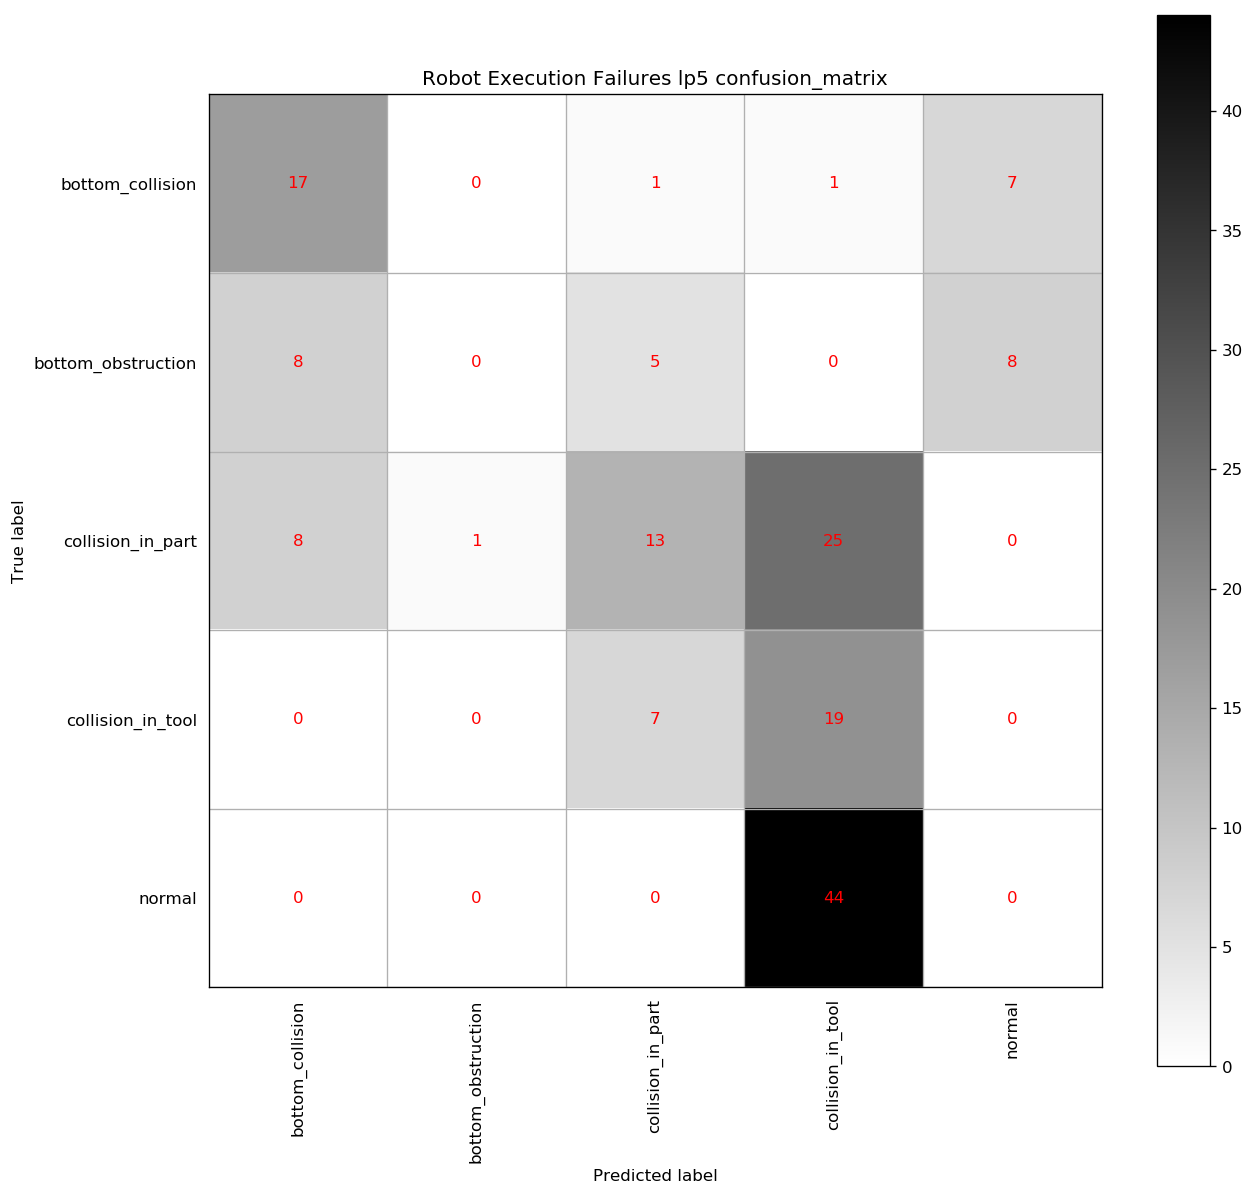 Robot Execution Failures lp5 confusion_matrix
bottom_collision 17 0 1 1 7
bottom_obstruction 8 0 5 0 8
collision_in_part 8 1 13 25 0
collision_in_tool 0 0 7 19 0
normal 0 0 0 44 0
True label
bottom_collision
bottom_obstruction
collision_in_part
collision_in_tool
normal
Predicted label
40
35
30
25
20
15
10
5
0